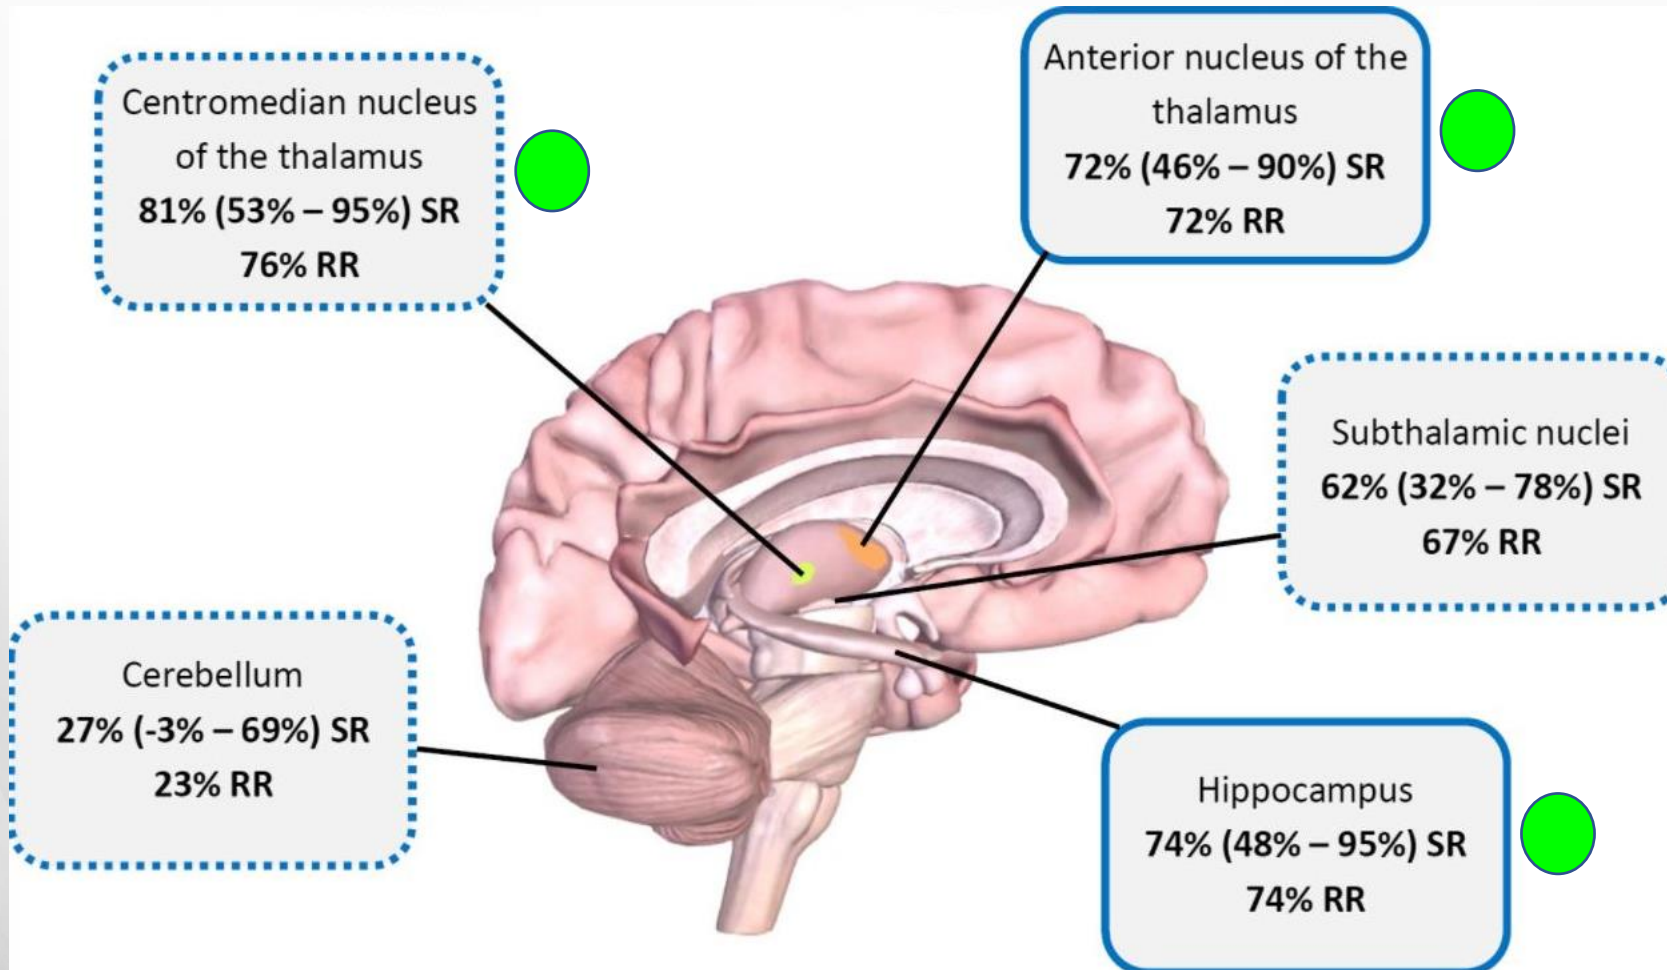 Centromedian nucleus
of the thalamus
81% (53% – 95%) SR
76% RR
Anterior nucleus of the
thalamus
72% (46% – 90%) SR
72% RR
Subthalamic nuclei
62% (32% – 78%) SR
67% RR
Cerebellum
27% (-3% – 69%) SR
23% RR
Hippocampus
74% (48% – 95%) SR
74% RR